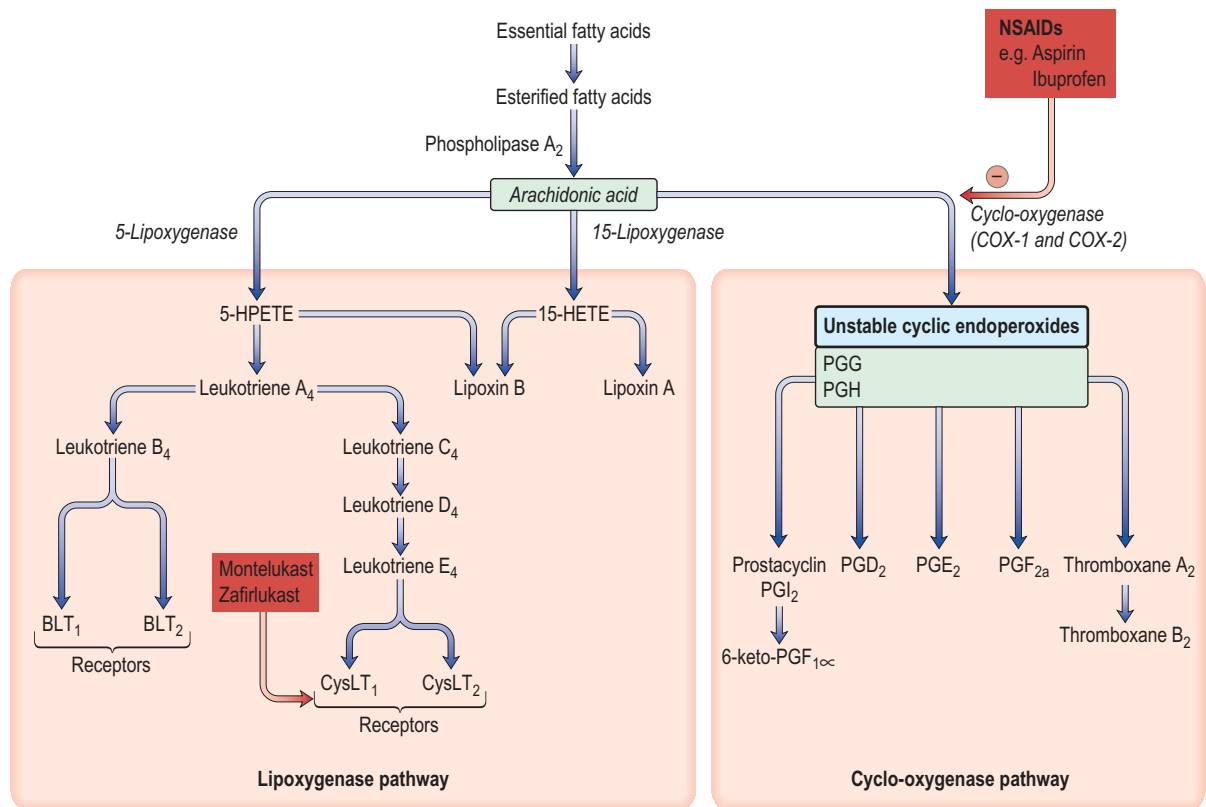 Essential fatty acids
NSAIDs
e.g. Aspirin
Ibuprofen
Esterified fatty acids
Phospholipase A₂
−
Arachidonic acid
5-Lipoxygenase
15-Lipoxygenase
Cyclo-oxygenase
(COX-1 and COX-2)
5-HPETE
15-HETE
Lipoxin B
Lipoxin A
Leukotriene A₄
Leukotriene B₄
Leukotriene C₄
Leukotriene D₄
Leukotriene E₄
Montelukast
Zafirlukast
BLT₁
BLT₂
Receptors
CysLT₁
CysLT₂
Receptors
Lipoxygenase pathway
Unstable cyclic endoperoxides
PGG
PGH
Prostacyclin
PGI₂
PGD₂
PGE₂
PGF₂ₐ
Thromboxane A₂
Thromboxane B₂
6-keto-PGF₁∝
Cyclo-oxygenase pathway